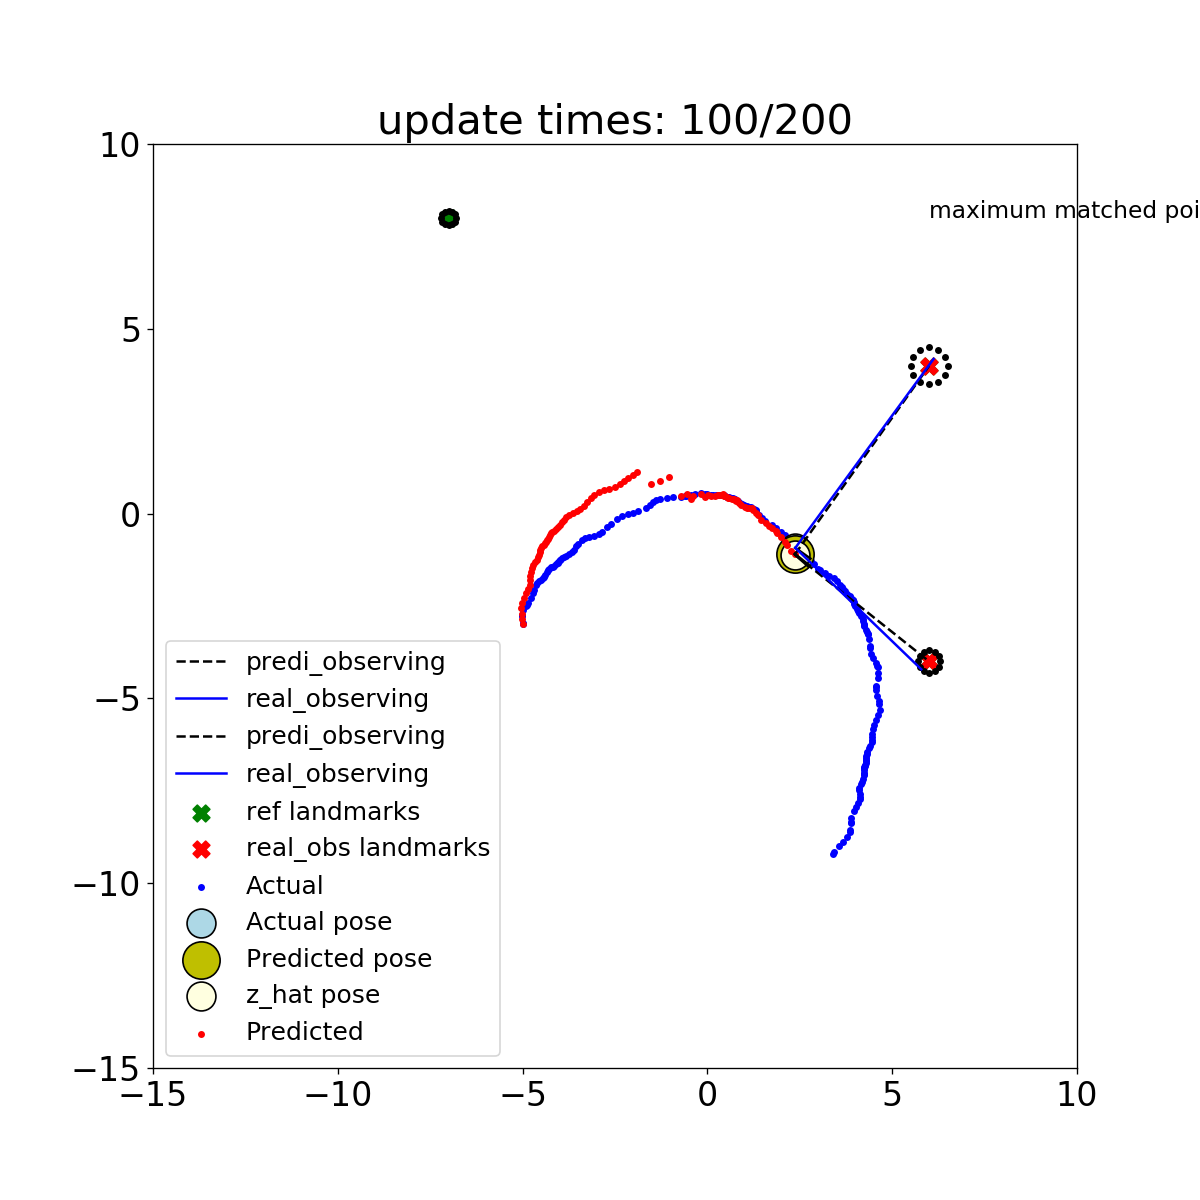 update times: 100/200
10
5
0
−5
−10
−15
maximum matched poi
predi_observing
real_observing
predi_observing
real_observing
ref landmarks
real_obs landmarks
Actual
Actual pose
Predicted pose
z_hat pose
Predicted
−15 −10 −5 0 5 10